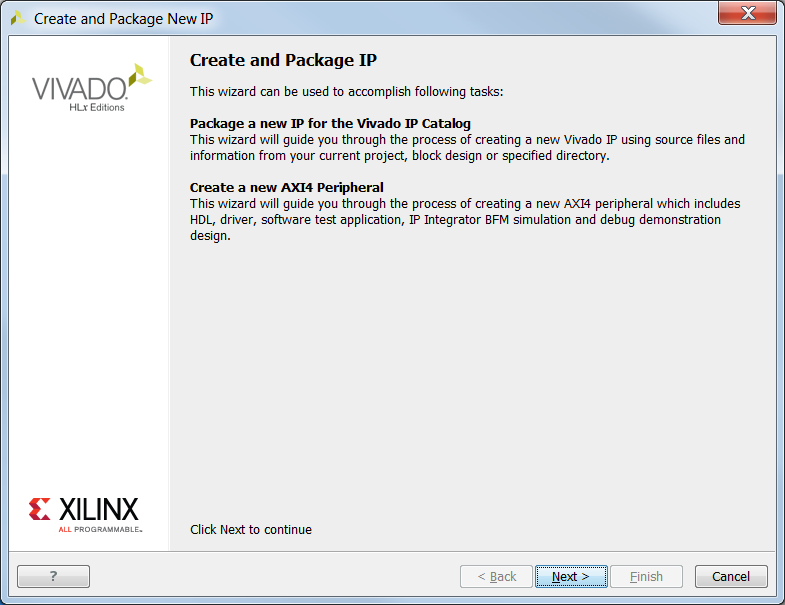 Create and Package New IP
VIVADO.
HLx Editions
Create and Package IP
This wizard can be used to accomplish following tasks:
Package a new IP for the Vivado IP Catalog
This wizard will guide you through the process of creating a new Vivado IP using source files and
information from your current project, block design or specified directory.
Create a new AXI4 Peripheral
This wizard will guide you through the process of creating a new AXI4 peripheral which includes
HDL, driver, software test application, IP Integrator BFM simulation and debug demonstration
design.
XILINX
ALL PROGRAMMABLE™
Click Next to continue
?
< Back
Next >
Finish
Cancel